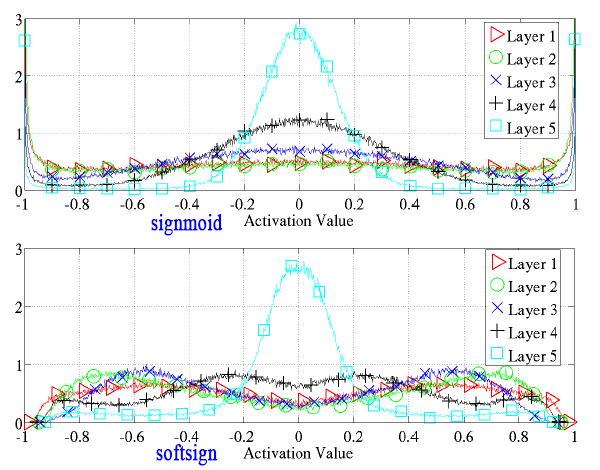 3
2
1
0
Layer 1
Layer 2
Layer 3
Layer 4
Layer 5
-1 -0.8 -0.6 -0.4 -0.2 0 0.2 0.4 0.6 0.8 1
signmoid Activation Value
3
2
1
0
Layer 1
Layer 2
Layer 3
Layer 4
Layer 5
-1 -0.8 -0.6 -0.4 -0.2 0 0.2 0.4 0.6 0.8 1
softsign Activation Value